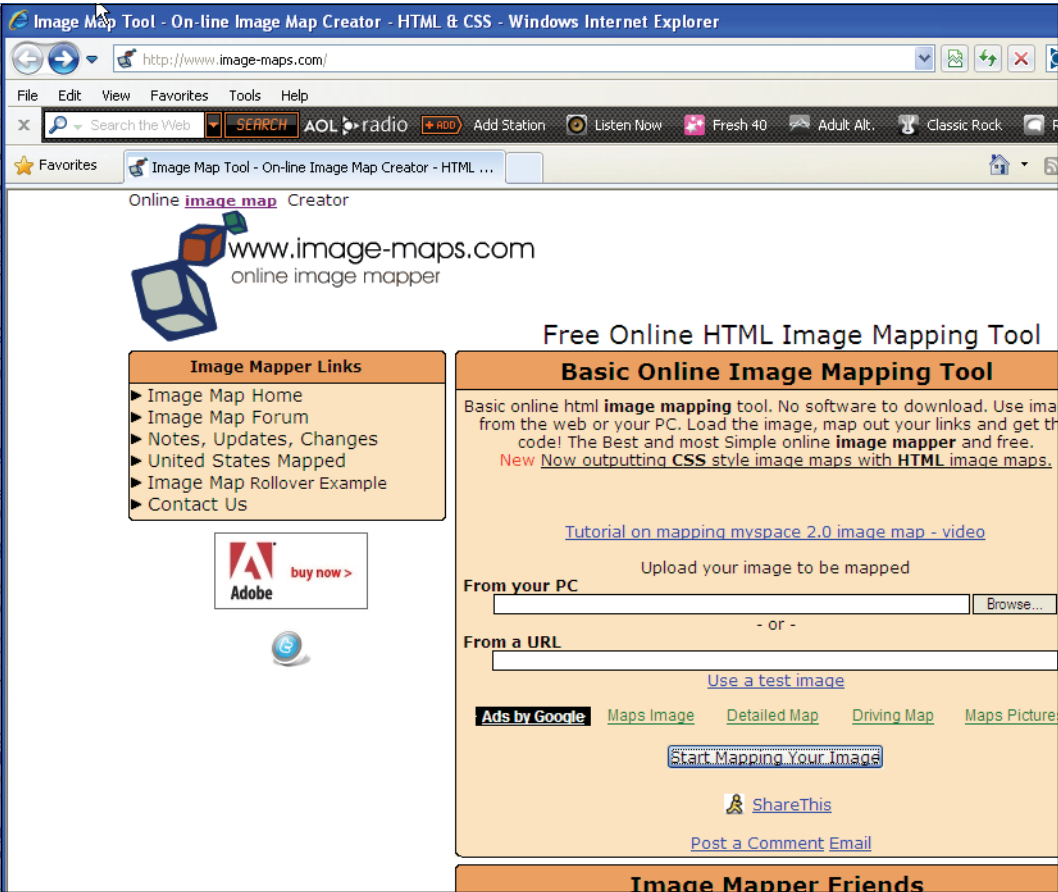 Image Map Tool - On-line Image Map Creator - HTML & CSS - Windows Internet Explorer
http://www.image-maps.com/
File Edit View Favorites Tools Help
X Search the Web SEARCH AOL radio +ADD Add Station Listen Now Fresh 40 Adult Alt. Classic Rock
Favorites Image Map Tool - On-line Image Map Creator - HTML ...
Online image map Creator
www.image-maps.com
online image mapper
Free Online HTML Image Mapping Tool
Image Mapper Links
Image Map Home
Image Map Forum
Notes, Updates, Changes
United States Mapped
Image Map Rollover Example
Contact Us
Adobe buy now >
Basic Online Image Mapping Tool
Basic online html image mapping tool. No software to download. Use
from the web or your PC. Load the image, map out your links and get
code! The Best and most Simple online image mapper and free.
New Now outputting CSS style image maps with HTML image maps.
Tutorial on mapping myspace 2.0 image map - video
Upload your image to be mapped
From your PC
Browse...
- or -
From a URL
Use a test image
Ads by Google Maps Image Detailed Map Driving Map Maps Pictures
Start Mapping Your Image
ShareThis
Post a Comment Email
Image Mapper Friends